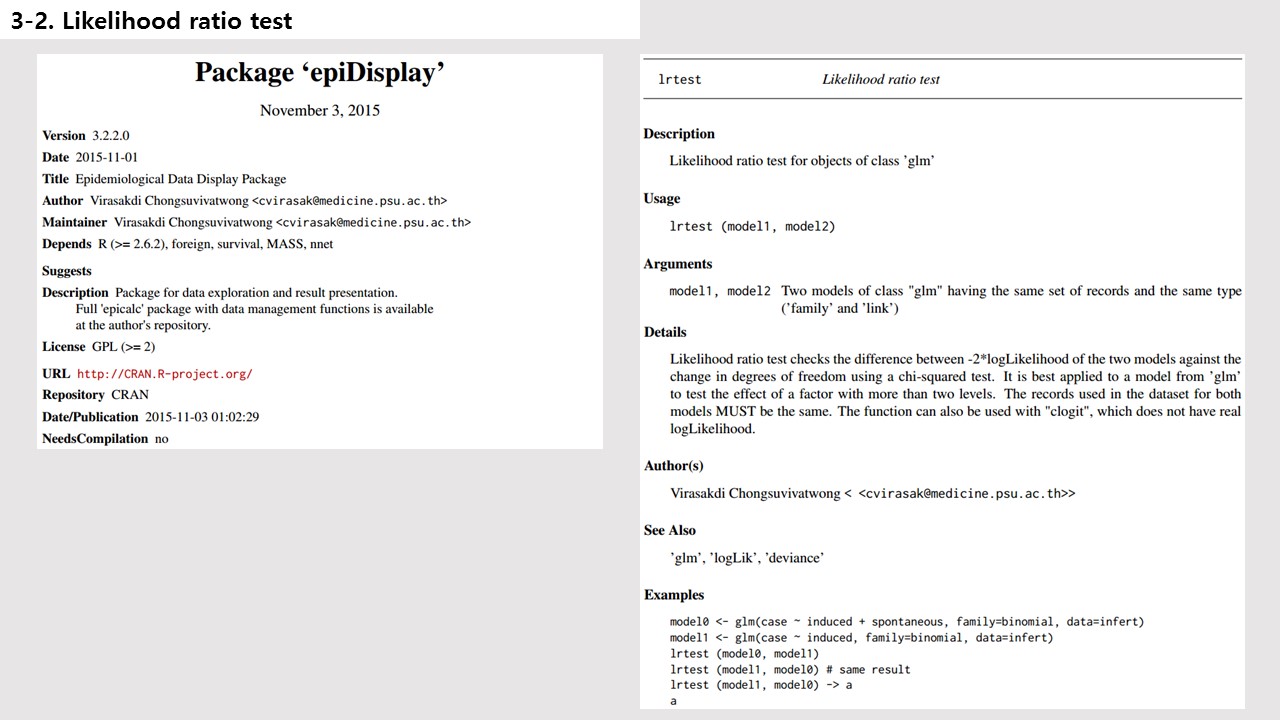 3-2. Likelihood ratio test
Package ‘epiDisplay’
November 3, 2015
Version 3.2.2.0
Date 2015-11-01
Title Epidemiological Data Display Package
Author Virasakdi Chongsuvivatwong <cvirasak@medicine.psu.ac.th>
Maintainer Virasakdi Chongsuvivatwong <cvirasak@medicine.psu.ac.th>
Depends R (>= 2.6.2), foreign, survival, MASS, nnet
Suggests
Description Package for data exploration and result presentation.
Full 'epicalc' package with data management functions is available
at the author's repository.
License GPL (>= 2)
URL http://CRAN.R-project.org/
Repository CRAN
Date/Publication 2015-11-03 01:02:29
NeedsCompilation no
lrtest Likelihood ratio test
Description
Likelihood ratio test for objects of class ’glm’
Usage
lrtest (model1, model2)
Arguments
model1, model2 Two models of class "glm" having the same set of records and the same type
(’family’ and ’link’)
Details
Likelihood ratio test checks the difference between -2*logLikelihood of the two models against the
change in degrees of freedom using a chi-squared test. It is best applied to a model from ’glm’
to test the effect of a factor with more than two levels. The records used in the dataset for both
models MUST be the same. The function can also be used with "clogit", which does not have real
logLikelihood.
Author(s)
Virasakdi Chongsuvivatwong < <cvirasak@medicine.psu.ac.th>>
See Also
’glm’, ’logLik’, ’deviance’
Examples
model0 <- glm(case ~ induced + spontaneous, family=binomial, data=infert)
model1 <- glm(case ~ induced, family=binomial, data=infert)
lrtest (model0, model1)
lrtest (model1, model0) # same result
lrtest (model1, model0) -> a
a